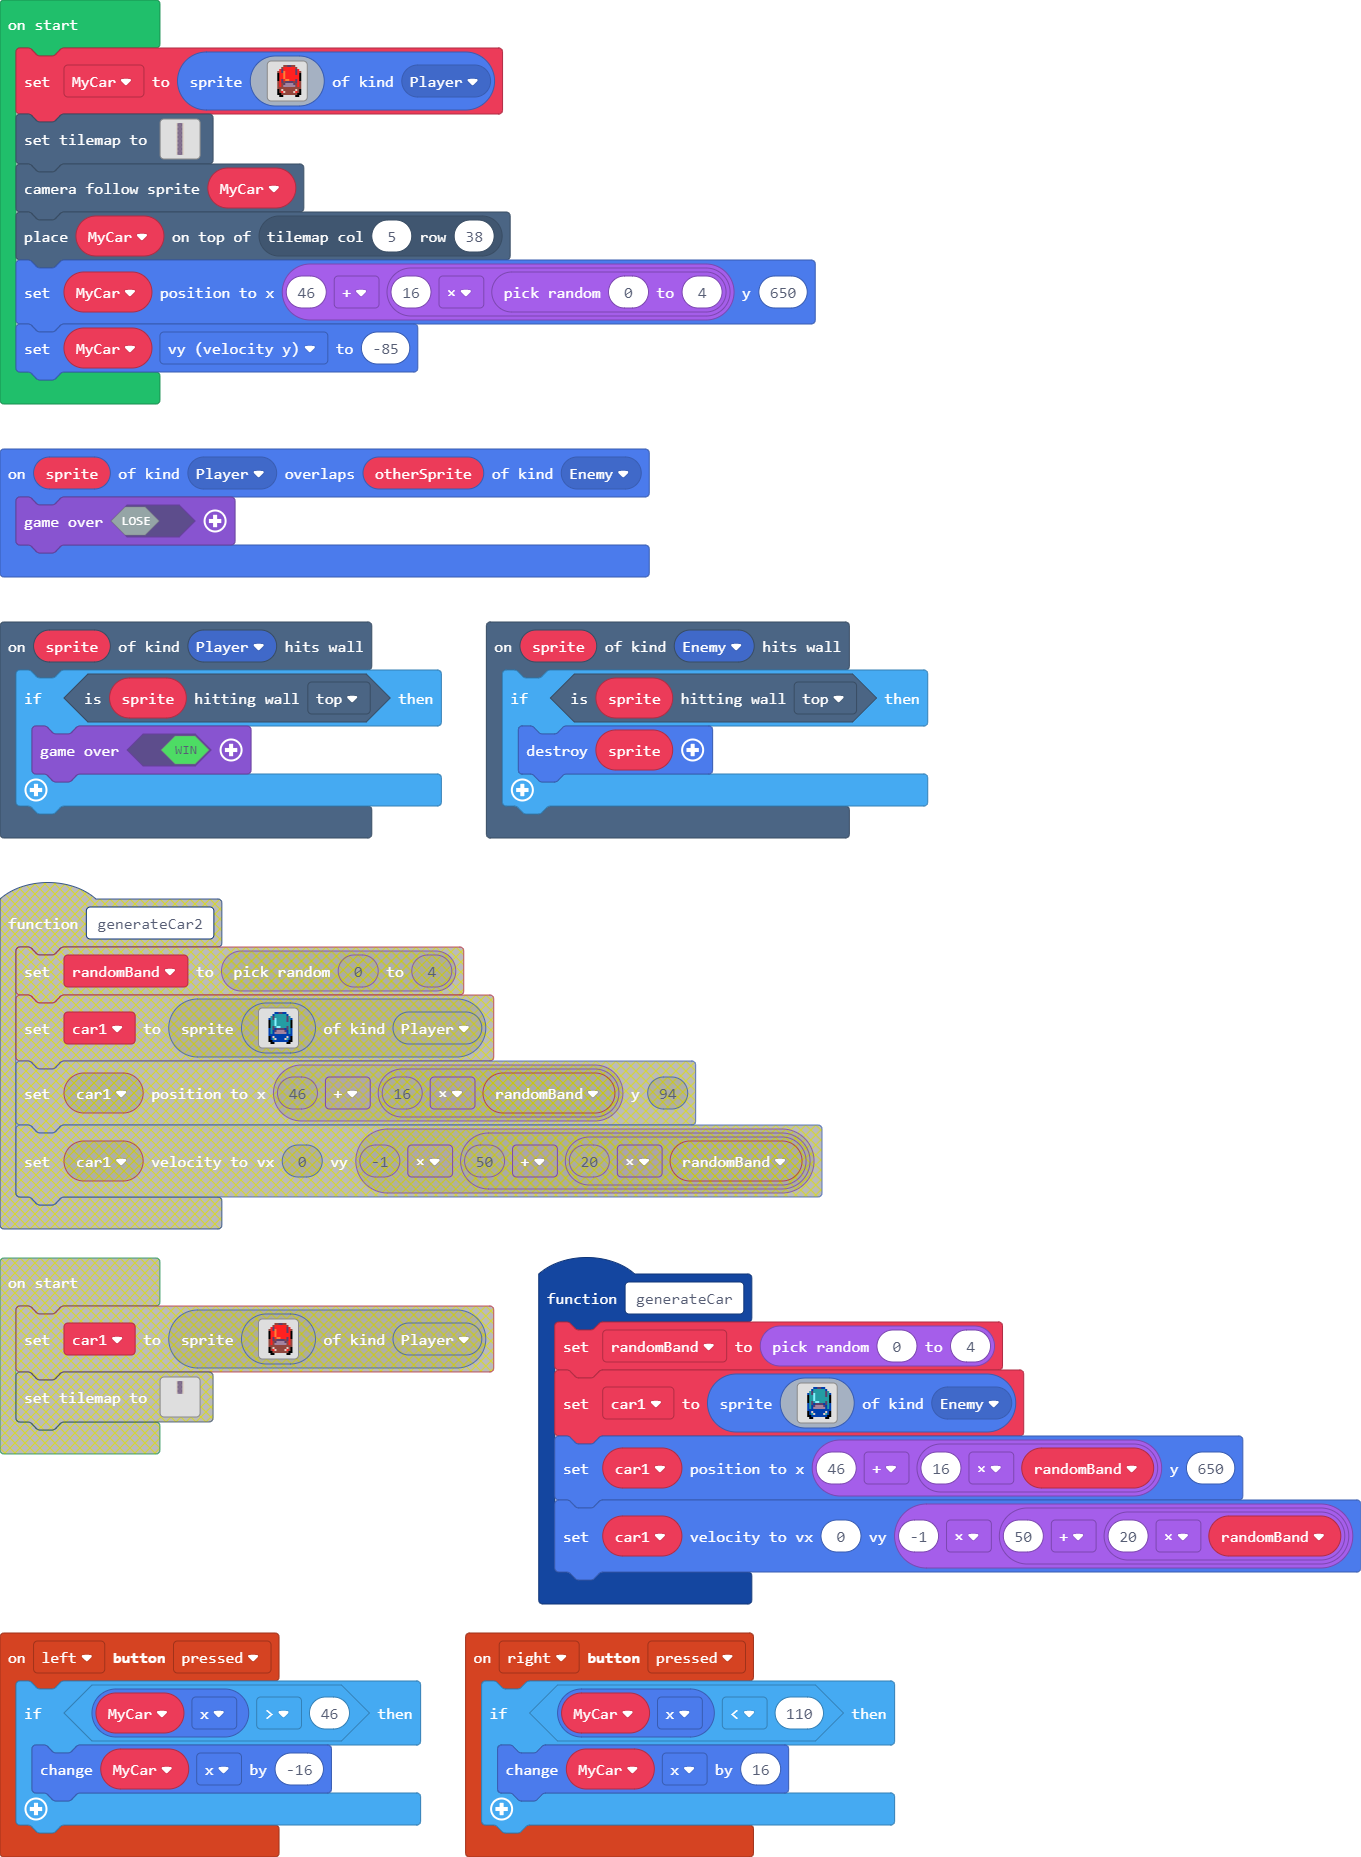 on start
set MyCar to sprite of kind Player
set tilemap to
camera follow sprite MyCar
place MyCar on top of tilemap col 5 row 38
set MyCar position to x 46 + 16 × pick random 0 to 4 y 650
set MyCar vy (velocity y) to -85
on sprite of kind Player overlaps otherSprite of kind Enemy
game over LOSE
on sprite of kind Player hits wall
if is sprite hitting wall top then
game over WIN
on sprite of kind Enemy hits wall
if is sprite hitting wall top then
destroy sprite
function generateCar2
set randomBand to pick random 0 to 4
set car1 to sprite of kind Player
set car1 position to x 46 + 16 × randomBand y 94
set car1 velocity to vx 0 vy -1 × 50 + 20 × randomBand
on start
set car1 to sprite of kind Player
set tilemap to
function generateCar
set randomBand to pick random 0 to 4
set car1 to sprite of kind Enemy
set car1 position to x 46 + 16 × randomBand y 650
set car1 velocity to vx 0 vy -1 × 50 + 20 × randomBand
on left button pressed
if MyCar x > 46 then
change MyCar x by -16
on right button pressed
if MyCar x < 110 then
change MyCar x by 16